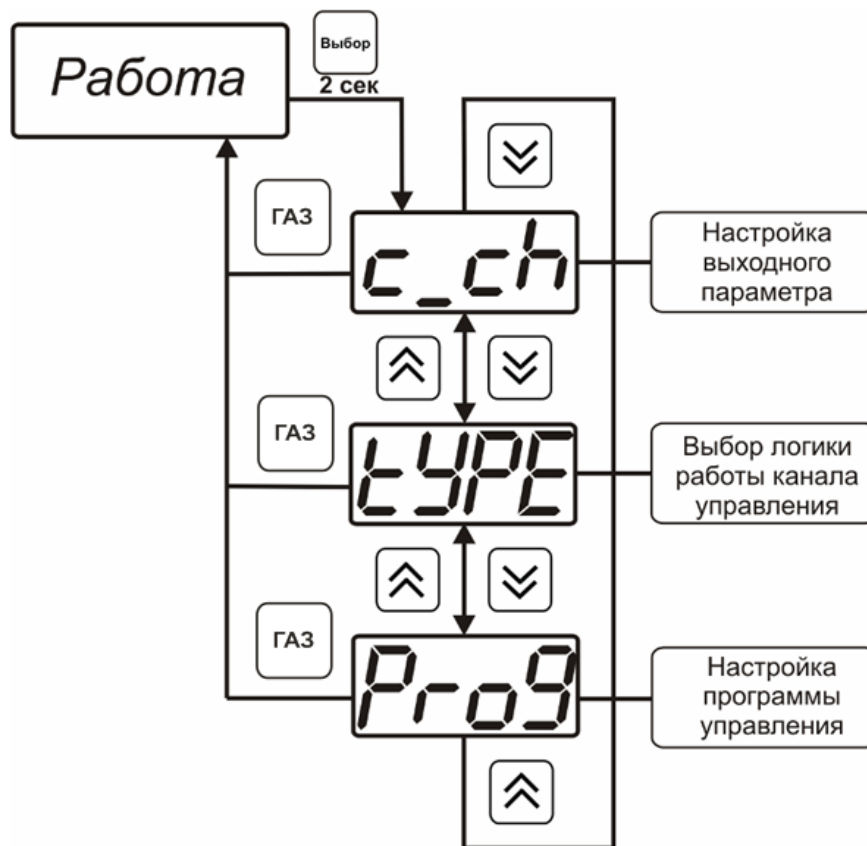 Работа
Выбор
2 сек
ГАЗ
c_ch
Настройка
выходного
параметра
ГАЗ
tYPE
Выбор логики
работы канала
управления
ГАЗ
Prog
Настройка
программы
управления